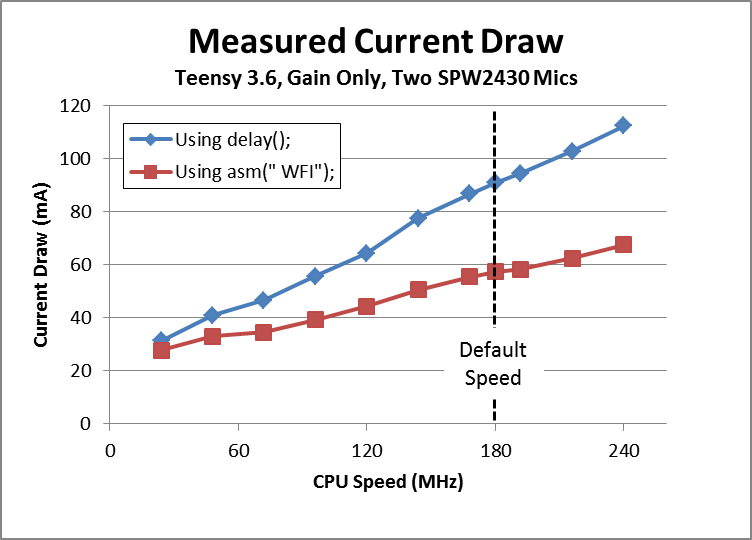 Measured Current Draw
Teensy 3.6, Gain Only, Two SPW2430 Mics
120
100
80
60
40
20
0
Current Draw (mA)
Using delay();
Using asm(" WFI");
Default
Speed
0
60
120
180
240
CPU Speed (MHz)